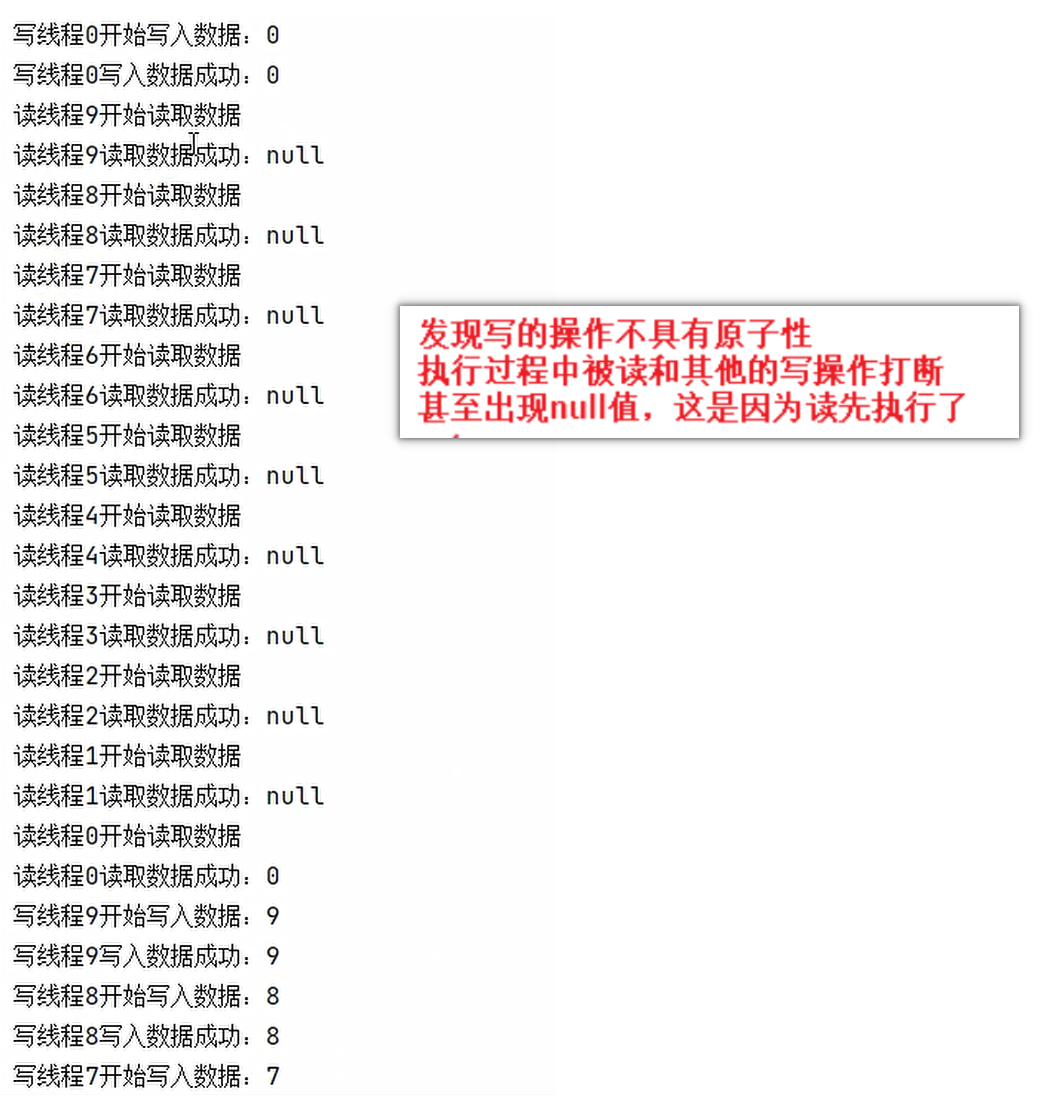 写线程0开始写入数据：0
写线程0写入数据成功：0
读线程9开始读取数据
读线程9读取数据成功：null
读线程8开始读取数据
读线程8读取数据成功：null
读线程7开始读取数据
读线程7读取数据成功：null
读线程6开始读取数据
读线程6读取数据成功：null
读线程5开始读取数据
读线程5读取数据成功：null
读线程4开始读取数据
读线程4读取数据成功：null
读线程3开始读取数据
读线程3读取数据成功：null
读线程2开始读取数据
读线程2读取数据成功：null
读线程1开始读取数据
读线程1读取数据成功：null
读线程0开始读取数据
读线程0读取数据成功：0
写线程9开始写入数据：9
写线程9写入数据成功：9
写线程8开始写入数据：8
写线程8写入数据成功：8
写线程7开始写入数据：7
发现写的操作不具有原子性
执行过程中被读和其他的写操作打断
甚至出现null值，这是因为读先执行了